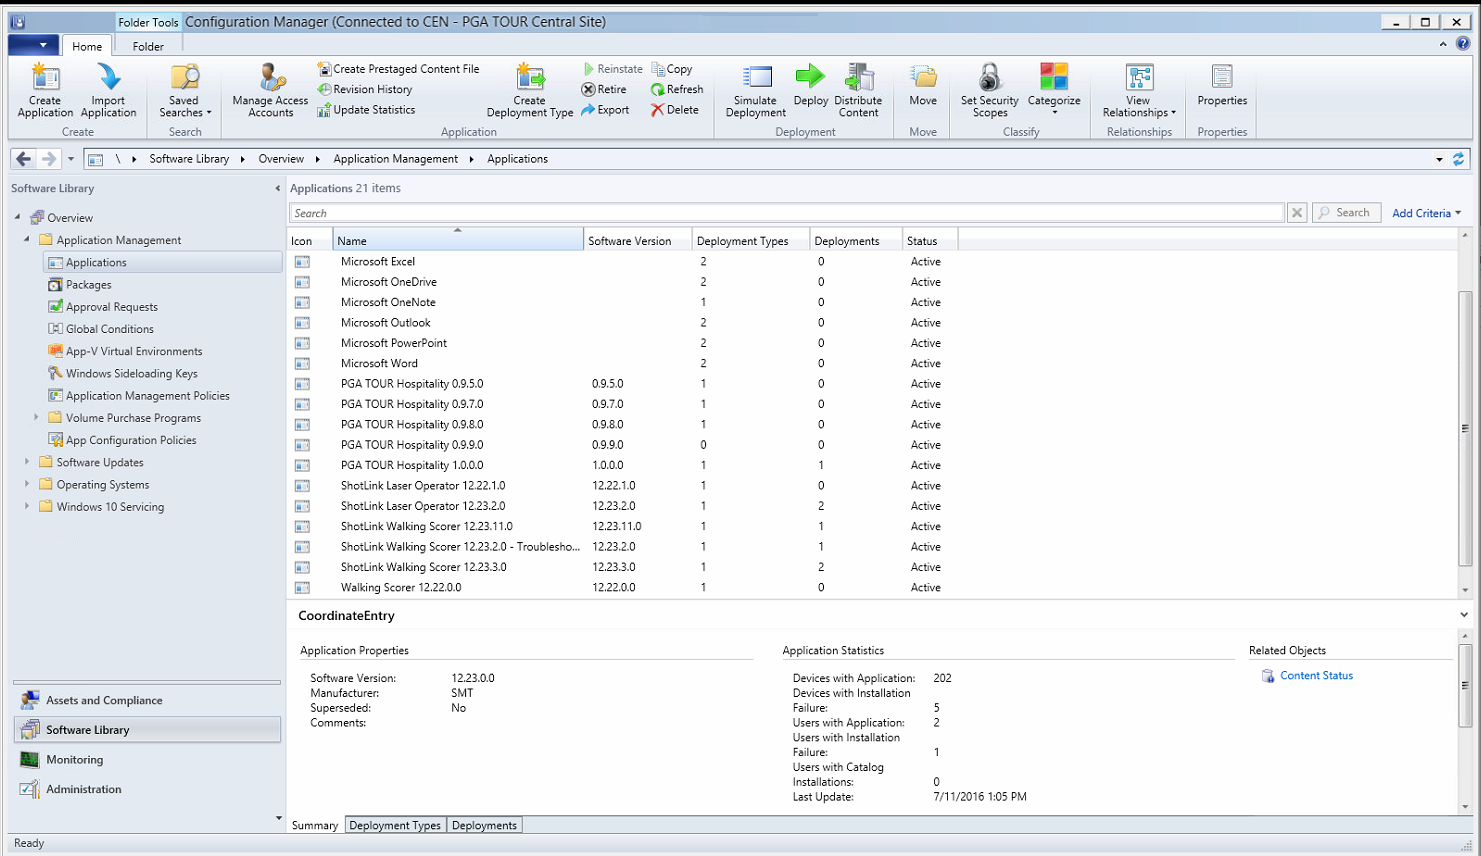 Folder Tools Configuration Manager (Connected to CEN - PGA TOUR Central Site)
Home Folder
Create Application
Import Application
Create
Saved Searches
Search
Manage Access Accounts
Create Prestaged Content File
Revision History
Update Statistics
Create Deployment Type
Reinstate
Retire
Export
Copy
Refresh
Delete
Application
Simulate Deployment
Deploy
Distribute Content
Deployment
Move
Move
Set Security Scopes
Categorize
Classify
View Relationships
Relationships
Properties
Properties
\ Software Library Overview Application Management Applications
Software Library
Overview
Application Management
Applications
Packages
Approval Requests
Global Conditions
App-V Virtual Environments
Windows Sideloading Keys
Application Management Policies
Volume Purchase Programs
App Configuration Policies
Software Updates
Operating Systems
Windows 10 Servicing
Assets and Compliance
Software Library
Monitoring
Administration
Applications 21 items
Search Search Add Criteria
Icon Name Software Version Deployment Types Deployments Status
Microsoft Excel 2 0 Active
Microsoft OneDrive 2 0 Active
Microsoft OneNote 1 0 Active
Microsoft Outlook 2 0 Active
Microsoft PowerPoint 2 0 Active
Microsoft Word 2 0 Active
PGA TOUR Hospitality 0.9.5.0 0.9.5.0 1 0 Active
PGA TOUR Hospitality 0.9.7.0 0.9.7.0 1 0 Active
PGA TOUR Hospitality 0.9.8.0 0.9.8.0 1 0 Active
PGA TOUR Hospitality 0.9.9.0 0.9.9.0 0 0 Active
PGA TOUR Hospitality 1.0.0.0 1.0.0.0 1 1 Active
ShotLink Laser Operator 12.22.1.0 12.22.1.0 1 0 Active
ShotLink Laser Operator 12.23.2.0 12.23.2.0 1 2 Active
ShotLink Walking Scorer 12.23.11.0 12.23.11.0 1 1 Active
ShotLink Walking Scorer 12.23.2.0 - Troublesho... 12.23.2.0 1 1 Active
ShotLink Walking Scorer 12.23.3.0 12.23.3.0 1 2 Active
Walking Scorer 12.22.0.0 12.22.0.0 1 0 Active
CoordinateEntry
Application Properties
Software Version: 12.23.0.0
Manufacturer: SMT
Superseded: No
Comments:
Application Statistics
Devices with Application: 202
Devices with Installation
Failure: 5
Users with Application: 2
Users with Installation
Failure: 1
Users with Catalog
Installations: 0
Last Update: 7/11/2016 1:05 PM
Related Objects
Content Status
Summary Deployment Types Deployments
Ready